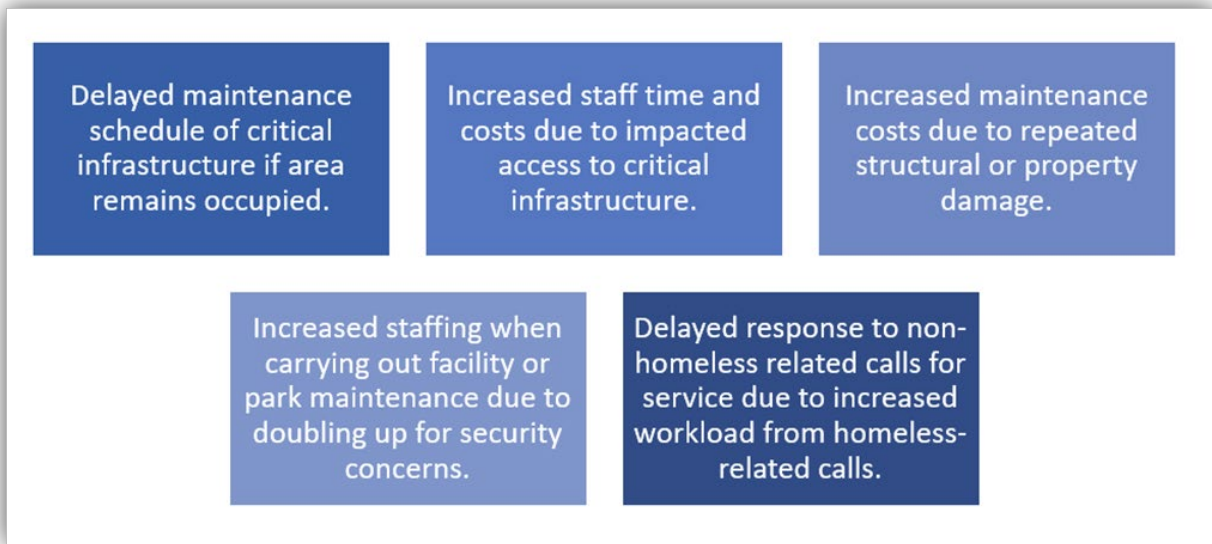 Delayed maintenance
schedule of critical
infrastructure if area
remains occupied.
Increased staff time and
costs due to impacted
access to critical
infrastructure.
Increased maintenance
costs due to repeated
structural or property
damage.
Increased staffing when
carrying out facility or
park maintenance due to
doubling up for security
concerns.
Delayed response to non-
homeless related calls for
service due to increased
workload from homeless-
related calls.